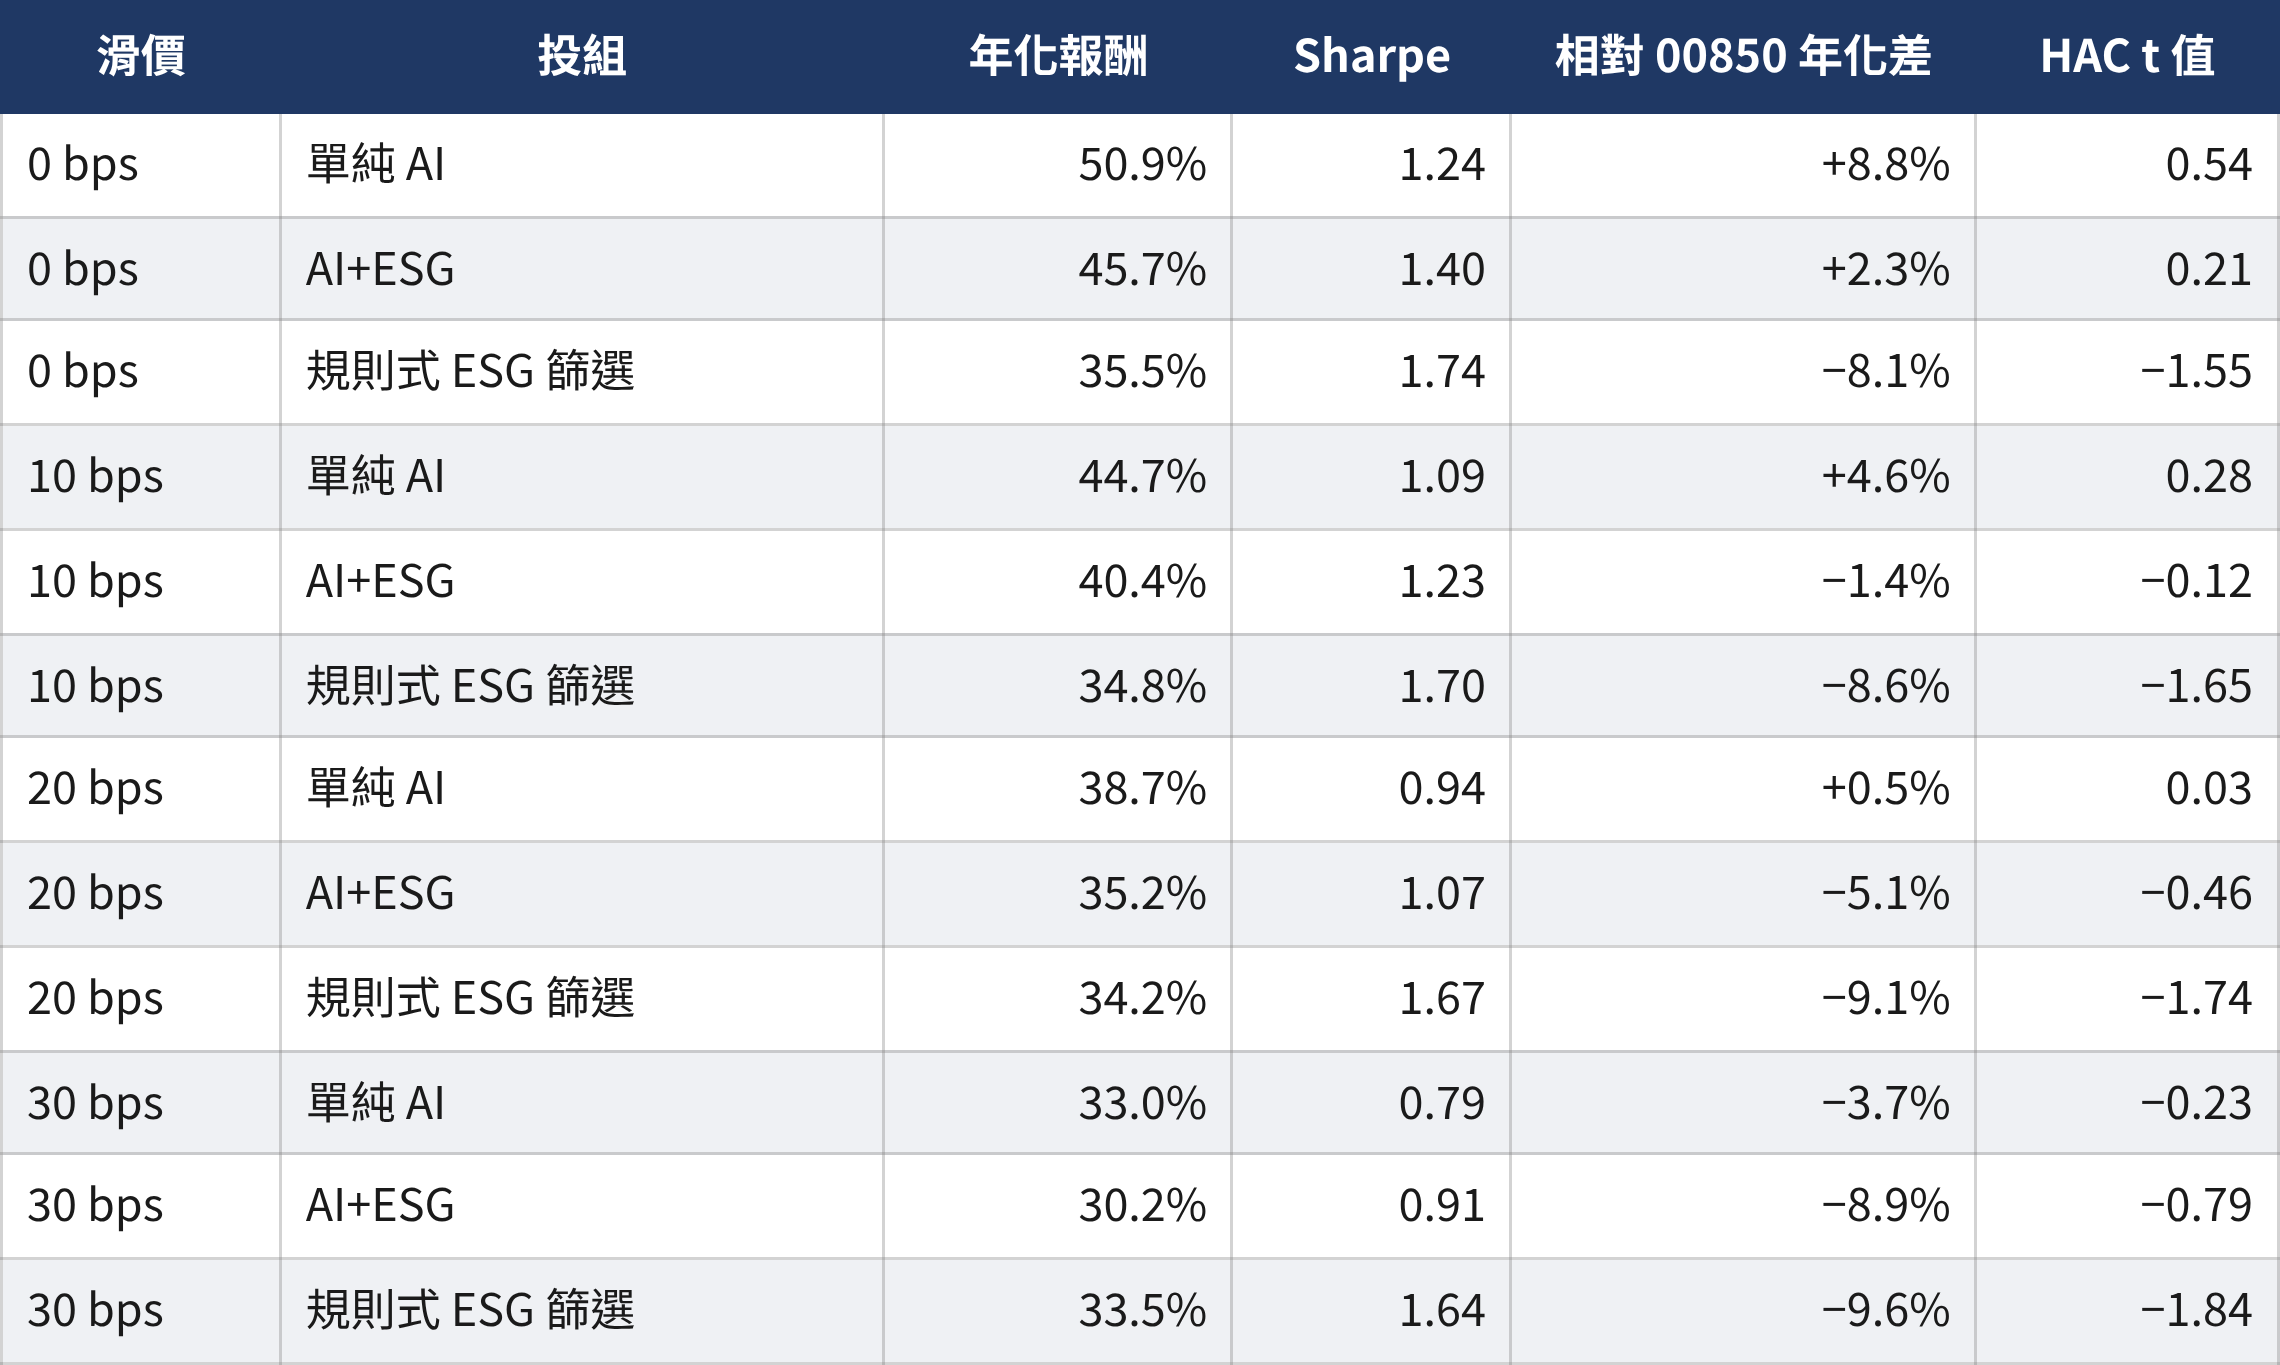 滑價 投組 年化報酬 Sharpe 相對 00850 年化差 HAC t 值
0 bps 單純 AI 50.9% 1.24 +8.8% 0.54
0 bps AI+ESG 45.7% 1.40 +2.3% 0.21
0 bps 規則式 ESG 篩選 35.5% 1.74 −8.1% −1.55
10 bps 單純 AI 44.7% 1.09 +4.6% 0.28
10 bps AI+ESG 40.4% 1.23 −1.4% −0.12
10 bps 規則式 ESG 篩選 34.8% 1.70 −8.6% −1.65
20 bps 單純 AI 38.7% 0.94 +0.5% 0.03
20 bps AI+ESG 35.2% 1.07 −5.1% −0.46
20 bps 規則式 ESG 篩選 34.2% 1.67 −9.1% −1.74
30 bps 單純 AI 33.0% 0.79 −3.7% −0.23
30 bps AI+ESG 30.2% 0.91 −8.9% −0.79
30 bps 規則式 ESG 篩選 33.5% 1.64 −9.6% −1.84